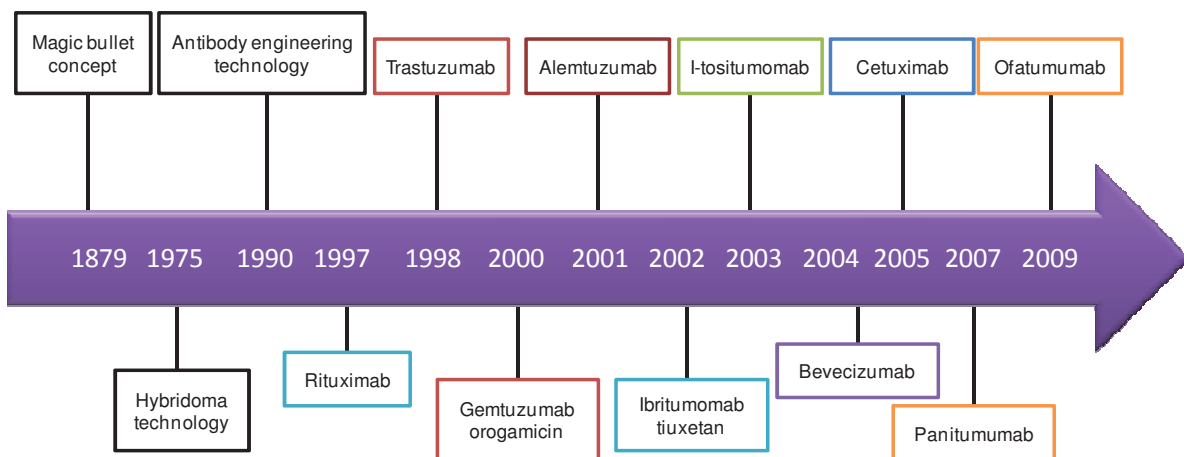 Magic bullet
concept
Antibody engineering
technology
Trastuzumab
Alemtuzumab
I-tositumomab
Cetuximab
Ofatumumab
1879 1975 1990 1997 1998 2000 2001 2002 2003 2004 2005 2007 2009
Hybridoma
technology
Rituximab
Gemtuzumab
orogamicin
Ibritumomab
tiuxetan
Bevecizumab
Panitumumab